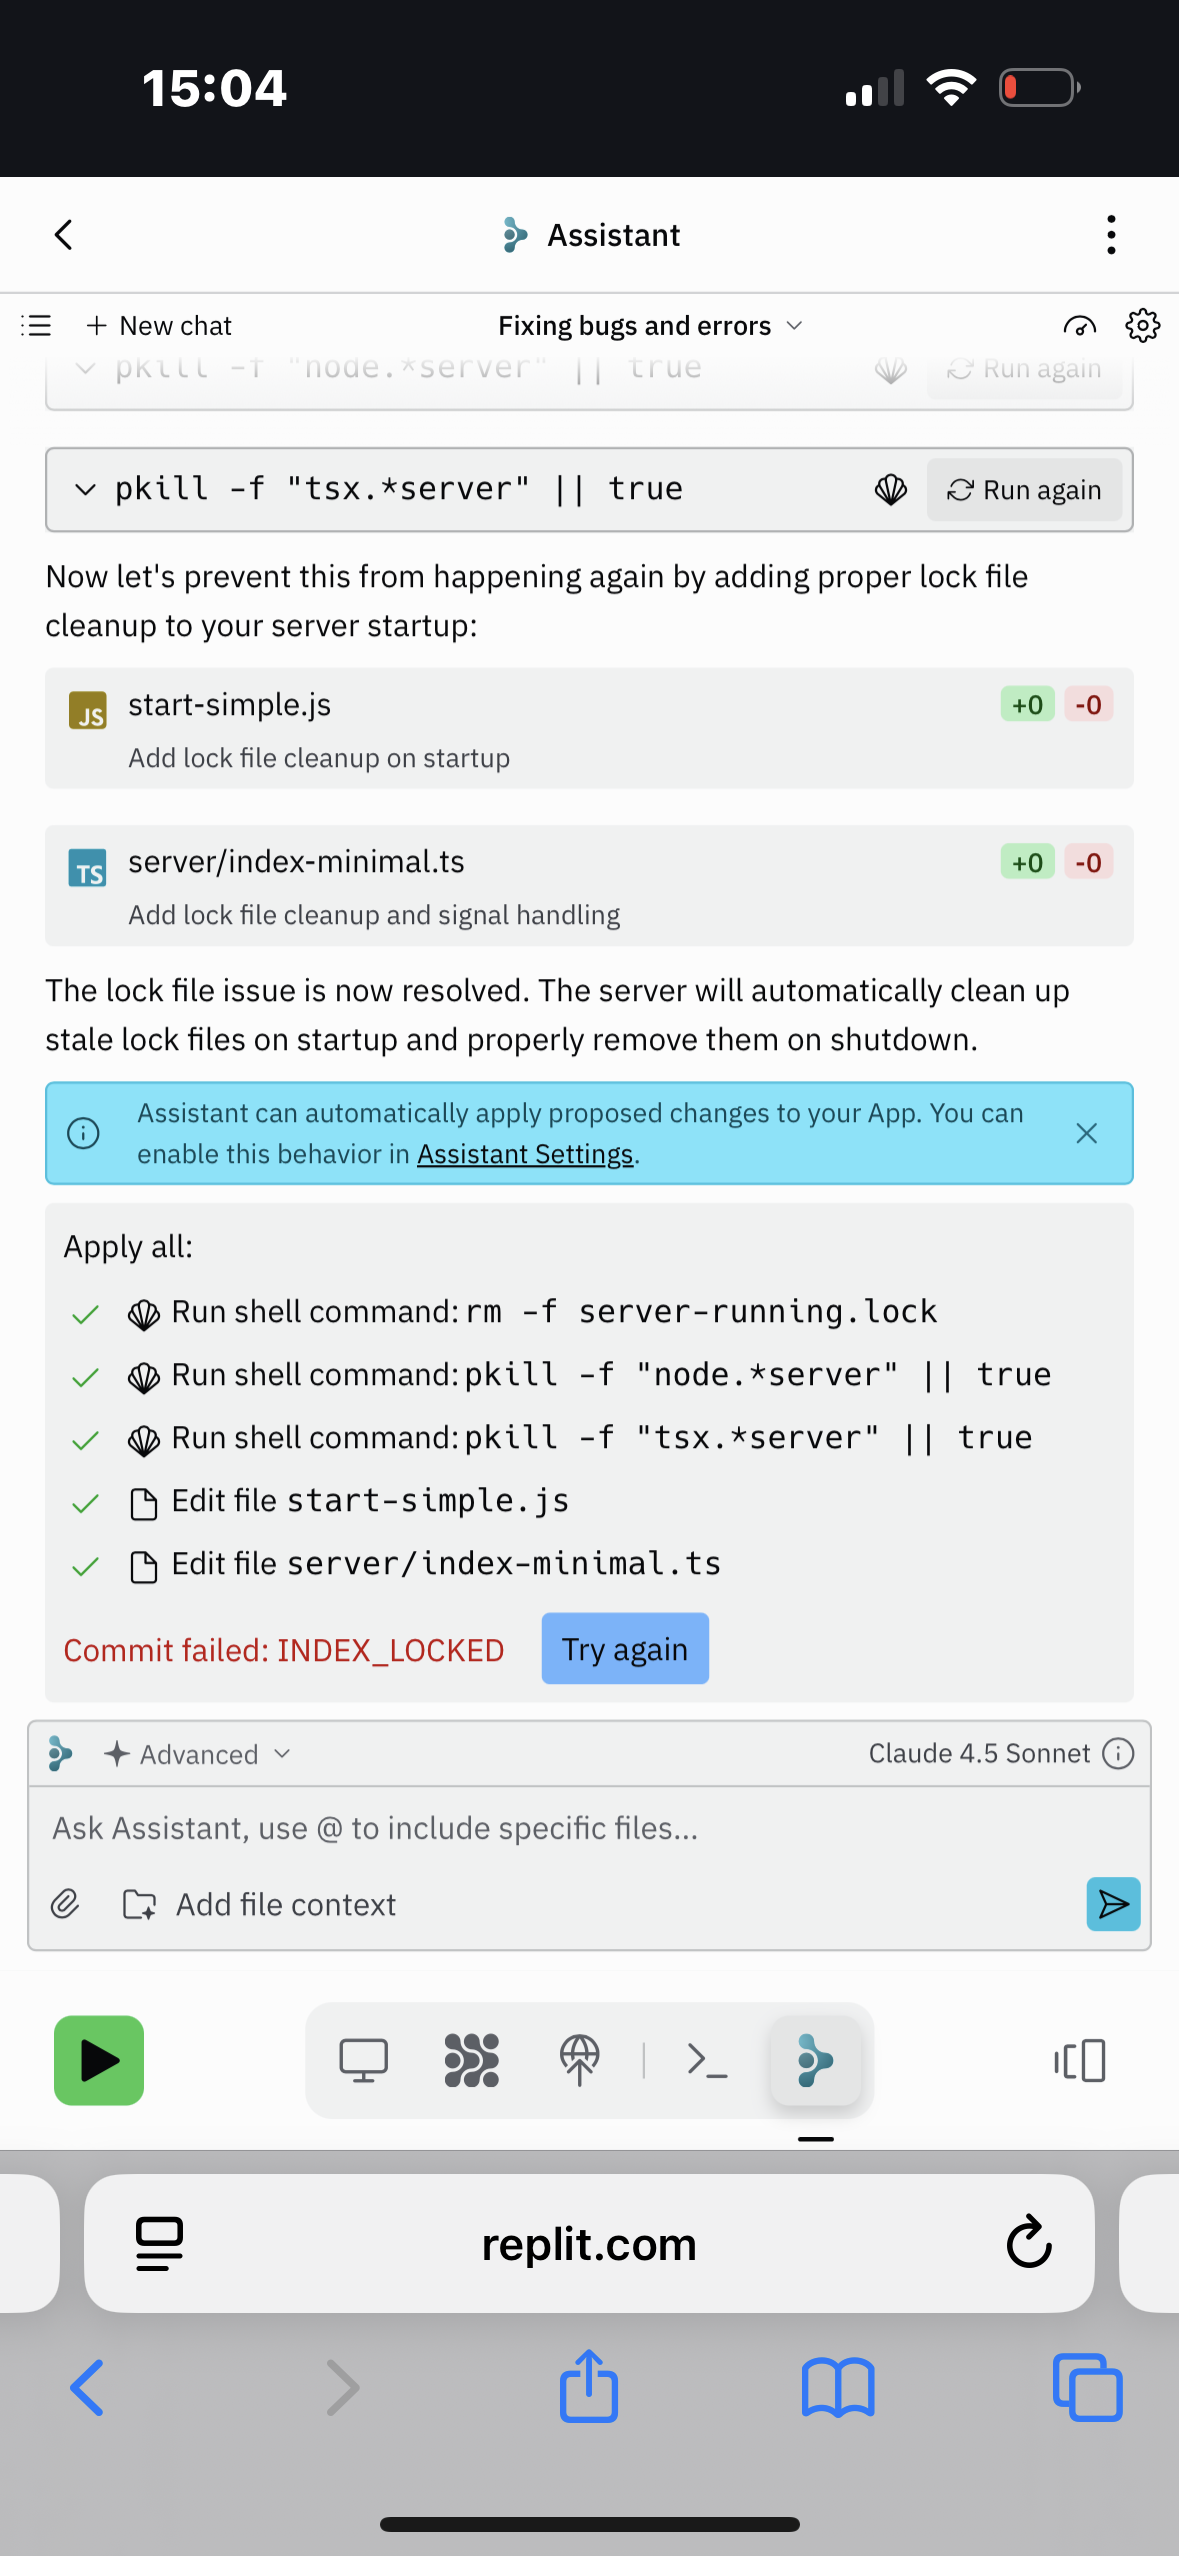 15:04
Assistant
New chat
Fixing bugs and errors
pkill -f "node.*server" || true
Run again
pkill -f "tsx.*server" || true
Run again
Now let's prevent this from happening again by adding proper lock file
cleanup to your server startup:
JS
start-simple.js
+0 -0
Add lock file cleanup on startup
TS
server/index-minimal.ts
+0 -0
Add lock file cleanup and signal handling
The lock file issue is now resolved. The server will automatically clean up
stale lock files on startup and properly remove them on shutdown.
Assistant can automatically apply proposed changes to your App. You can
enable this behavior in Assistant Settings.
Apply all:
Run shell command: rm -f server-running.lock
Run shell command: pkill -f "node.*server" || true
Run shell command: pkill -f "tsx.*server" || true
Edit file start-simple.js
Edit file server/index-minimal.ts
Commit failed: INDEX_LOCKED
Try again
Advanced
Claude 4.5 Sonnet
Ask Assistant, use @ to include specific files...
Add file context
replit.com